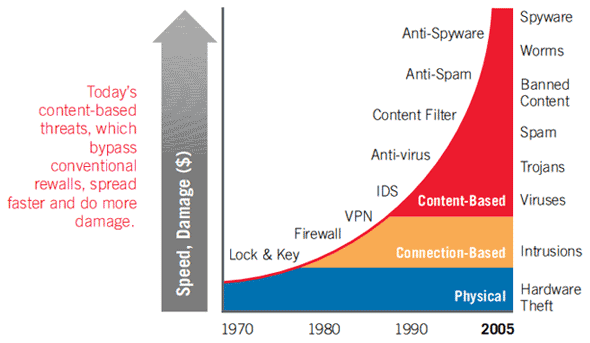 Today's
content-based
threats, which
bypass
conventional
rewalls, spread
faster and do more
damage.
Speed, Damage ($)
Anti-Spyware
Anti-Spam
Content Filter
Anti-virus
IDS
VPN
Firewall
Lock & Key
Content-Based
Connection-Based
Physical
Spyware
Worms
Banned
Content
Spam
Trojans
Viruses
Intrusions
Hardware
Theft
1970
1980
1990
2005